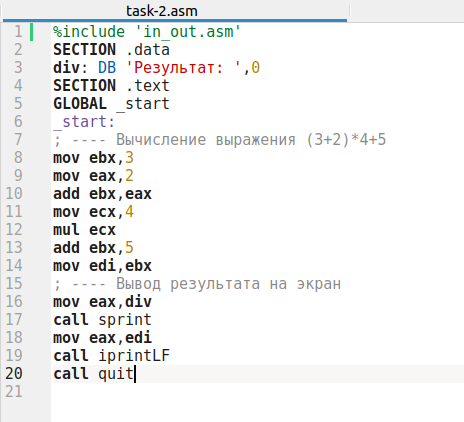 task-2.asm
1 %include 'in_out.asm'
2 SECTION .data
3 div: DB 'Результат: ',0
4 SECTION .text
5 GLOBAL _start
6 _start:
7 ; ---- Вычисление выражения (3+2)*4+5
8 mov ebx,3
9 mov eax,2
10 add ebx,eax
11 mov ecx,4
12 mul ecx
13 add ebx,5
14 mov edi,ebx
15 ; ---- Вывод результата на экран
16 mov eax,div
17 call sprint
18 mov eax,edi
19 call iprintLF
20 call quit
21